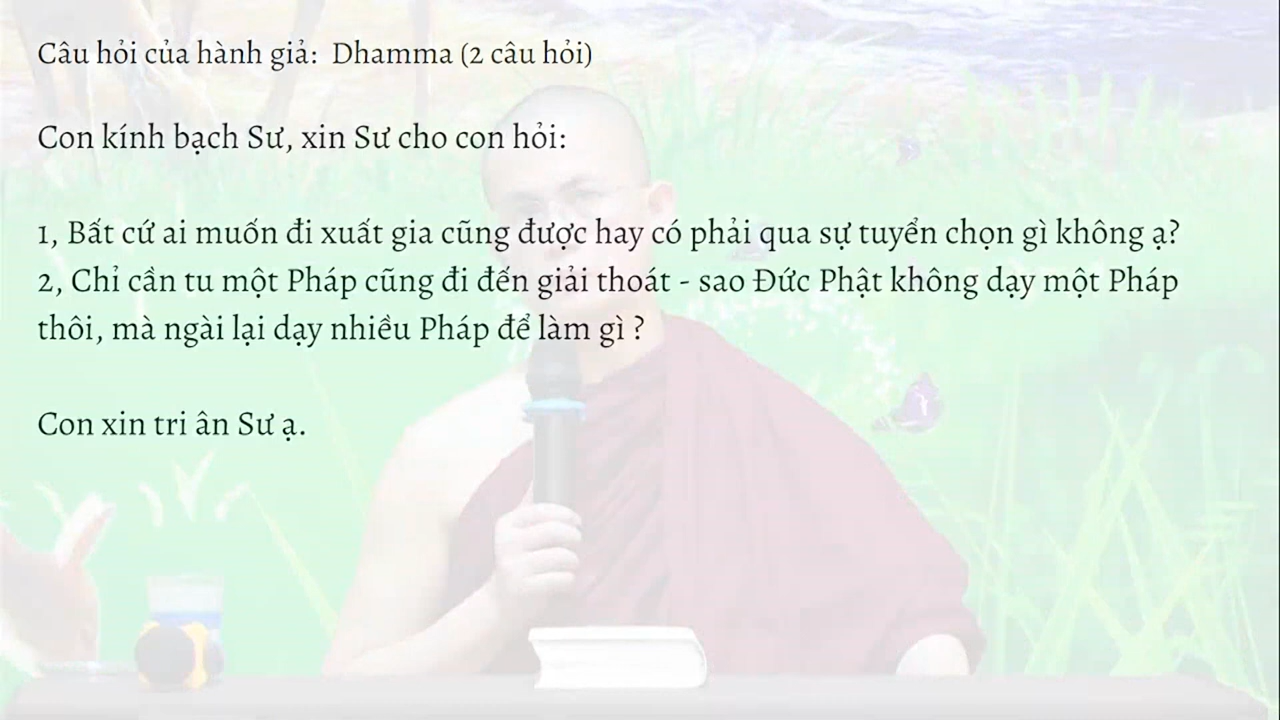 Câu hỏi của hành giả: Dhamma (2 câu hỏi)
Con kính bạch Sư, xin Sư cho con hỏi:
1, Bất cứ ai muốn đi xuất gia cũng được hay có phải qua sự tuyển chọn gì không ạ?
2, Chỉ cần tu một Pháp cũng đi đến giải thoát - sao Đức Phật không dạy một Pháp
thôi, mà ngài lại dạy nhiều Pháp để làm gì ?
Con xin tri ân Sư ạ.